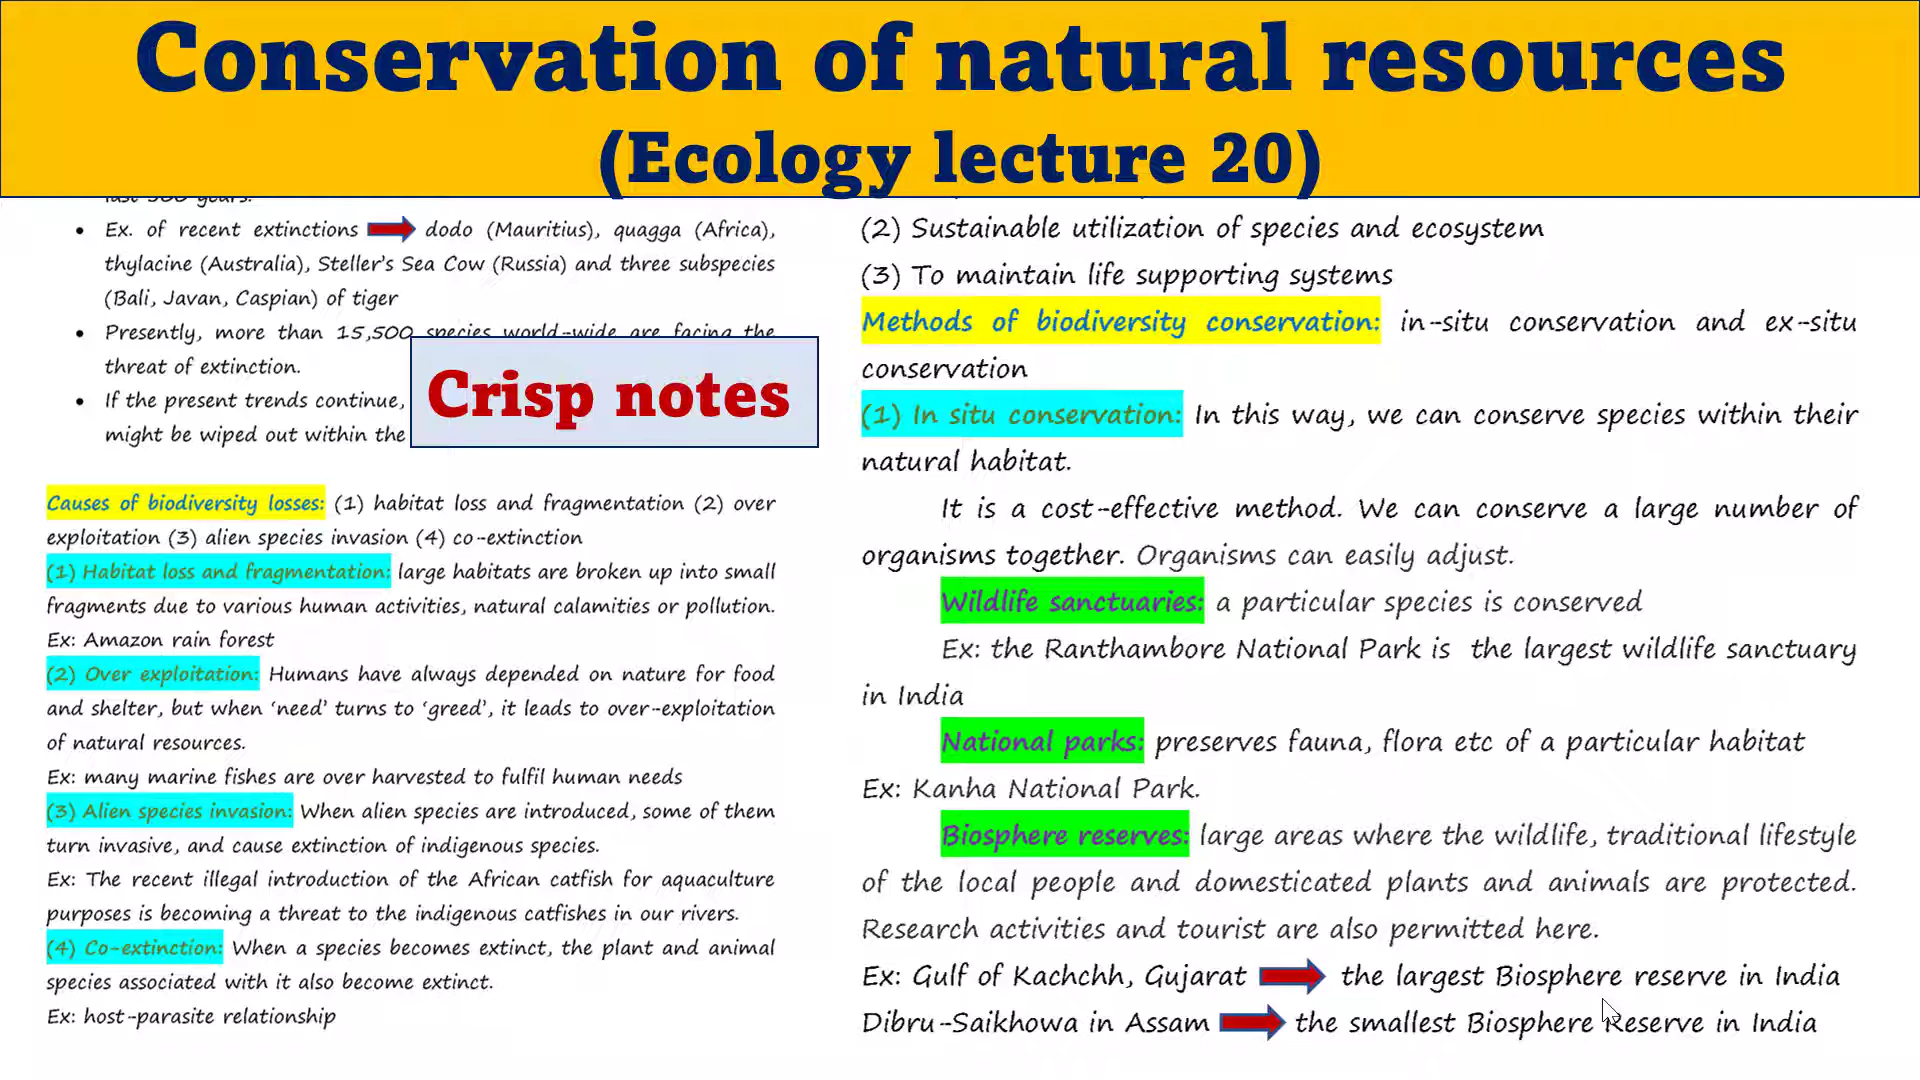 Conservation of natural resources
(Ecology lecture 20)
last 500 years.
• Ex. of recent extinctions dodo (Mauritius), quagga (Africa),
thylacine (Australia), Steller's Sea Cow (Russia) and three subspecies
(Bali, Javan, Caspian) of tiger
• Presently, more than 15,500 species world-wide are facing the
threat of extinction.
• If the present trends continue,
might be wiped out within the
Crisp notes
Causes of biodiversity losses: (1) habitat loss and fragmentation (2) over
exploitation (3) alien species invasion (4) co-extinction
(1) Habitat loss and fragmentation: large habitats are broken up into small
fragments due to various human activities, natural calamities or pollution.
Ex: Amazon rain forest
(2) Over exploitation: Humans have always depended on nature for food
and shelter, but when ‘need’ turns to ‘greed’, it leads to over-exploitation
of natural resources.
Ex: many marine fishes are over harvested to fulfil human needs
(3) Alien species invasion: When alien species are introduced, some of them
turn invasive, and cause extinction of indigenous species.
Ex: The recent illegal introduction of the African catfish for aquaculture
purposes is becoming a threat to the indigenous catfishes in our rivers.
(4) Co-extinction: When a species becomes extinct, the plant and animal
species associated with it also become extinct.
Ex: host-parasite relationship
(2) Sustainable utilization of species and ecosystem
(3) To maintain life supporting systems
Methods of biodiversity conservation: in-situ conservation and ex-situ
conservation
(1) In situ conservation: In this way, we can conserve species within their
natural habitat.
It is a cost-effective method. We can conserve a large number of
organisms together. Organisms can easily adjust.
Wildlife sanctuaries: a particular species is conserved
Ex: the Ranthambore National Park is the largest wildlife sanctuary
in India
National parks: preserves fauna, flora etc of a particular habitat
Ex: Kanha National Park.
Biosphere reserves: large areas where the wildlife, traditional lifestyle
of the local people and domesticated plants and animals are protected.
Research activities and tourist are also permitted here.
Ex: Gulf of Kachchh, Gujarat the largest Biosphere reserve in India
Dibru-Saikhowa in Assam the smallest Biosphere Reserve in India